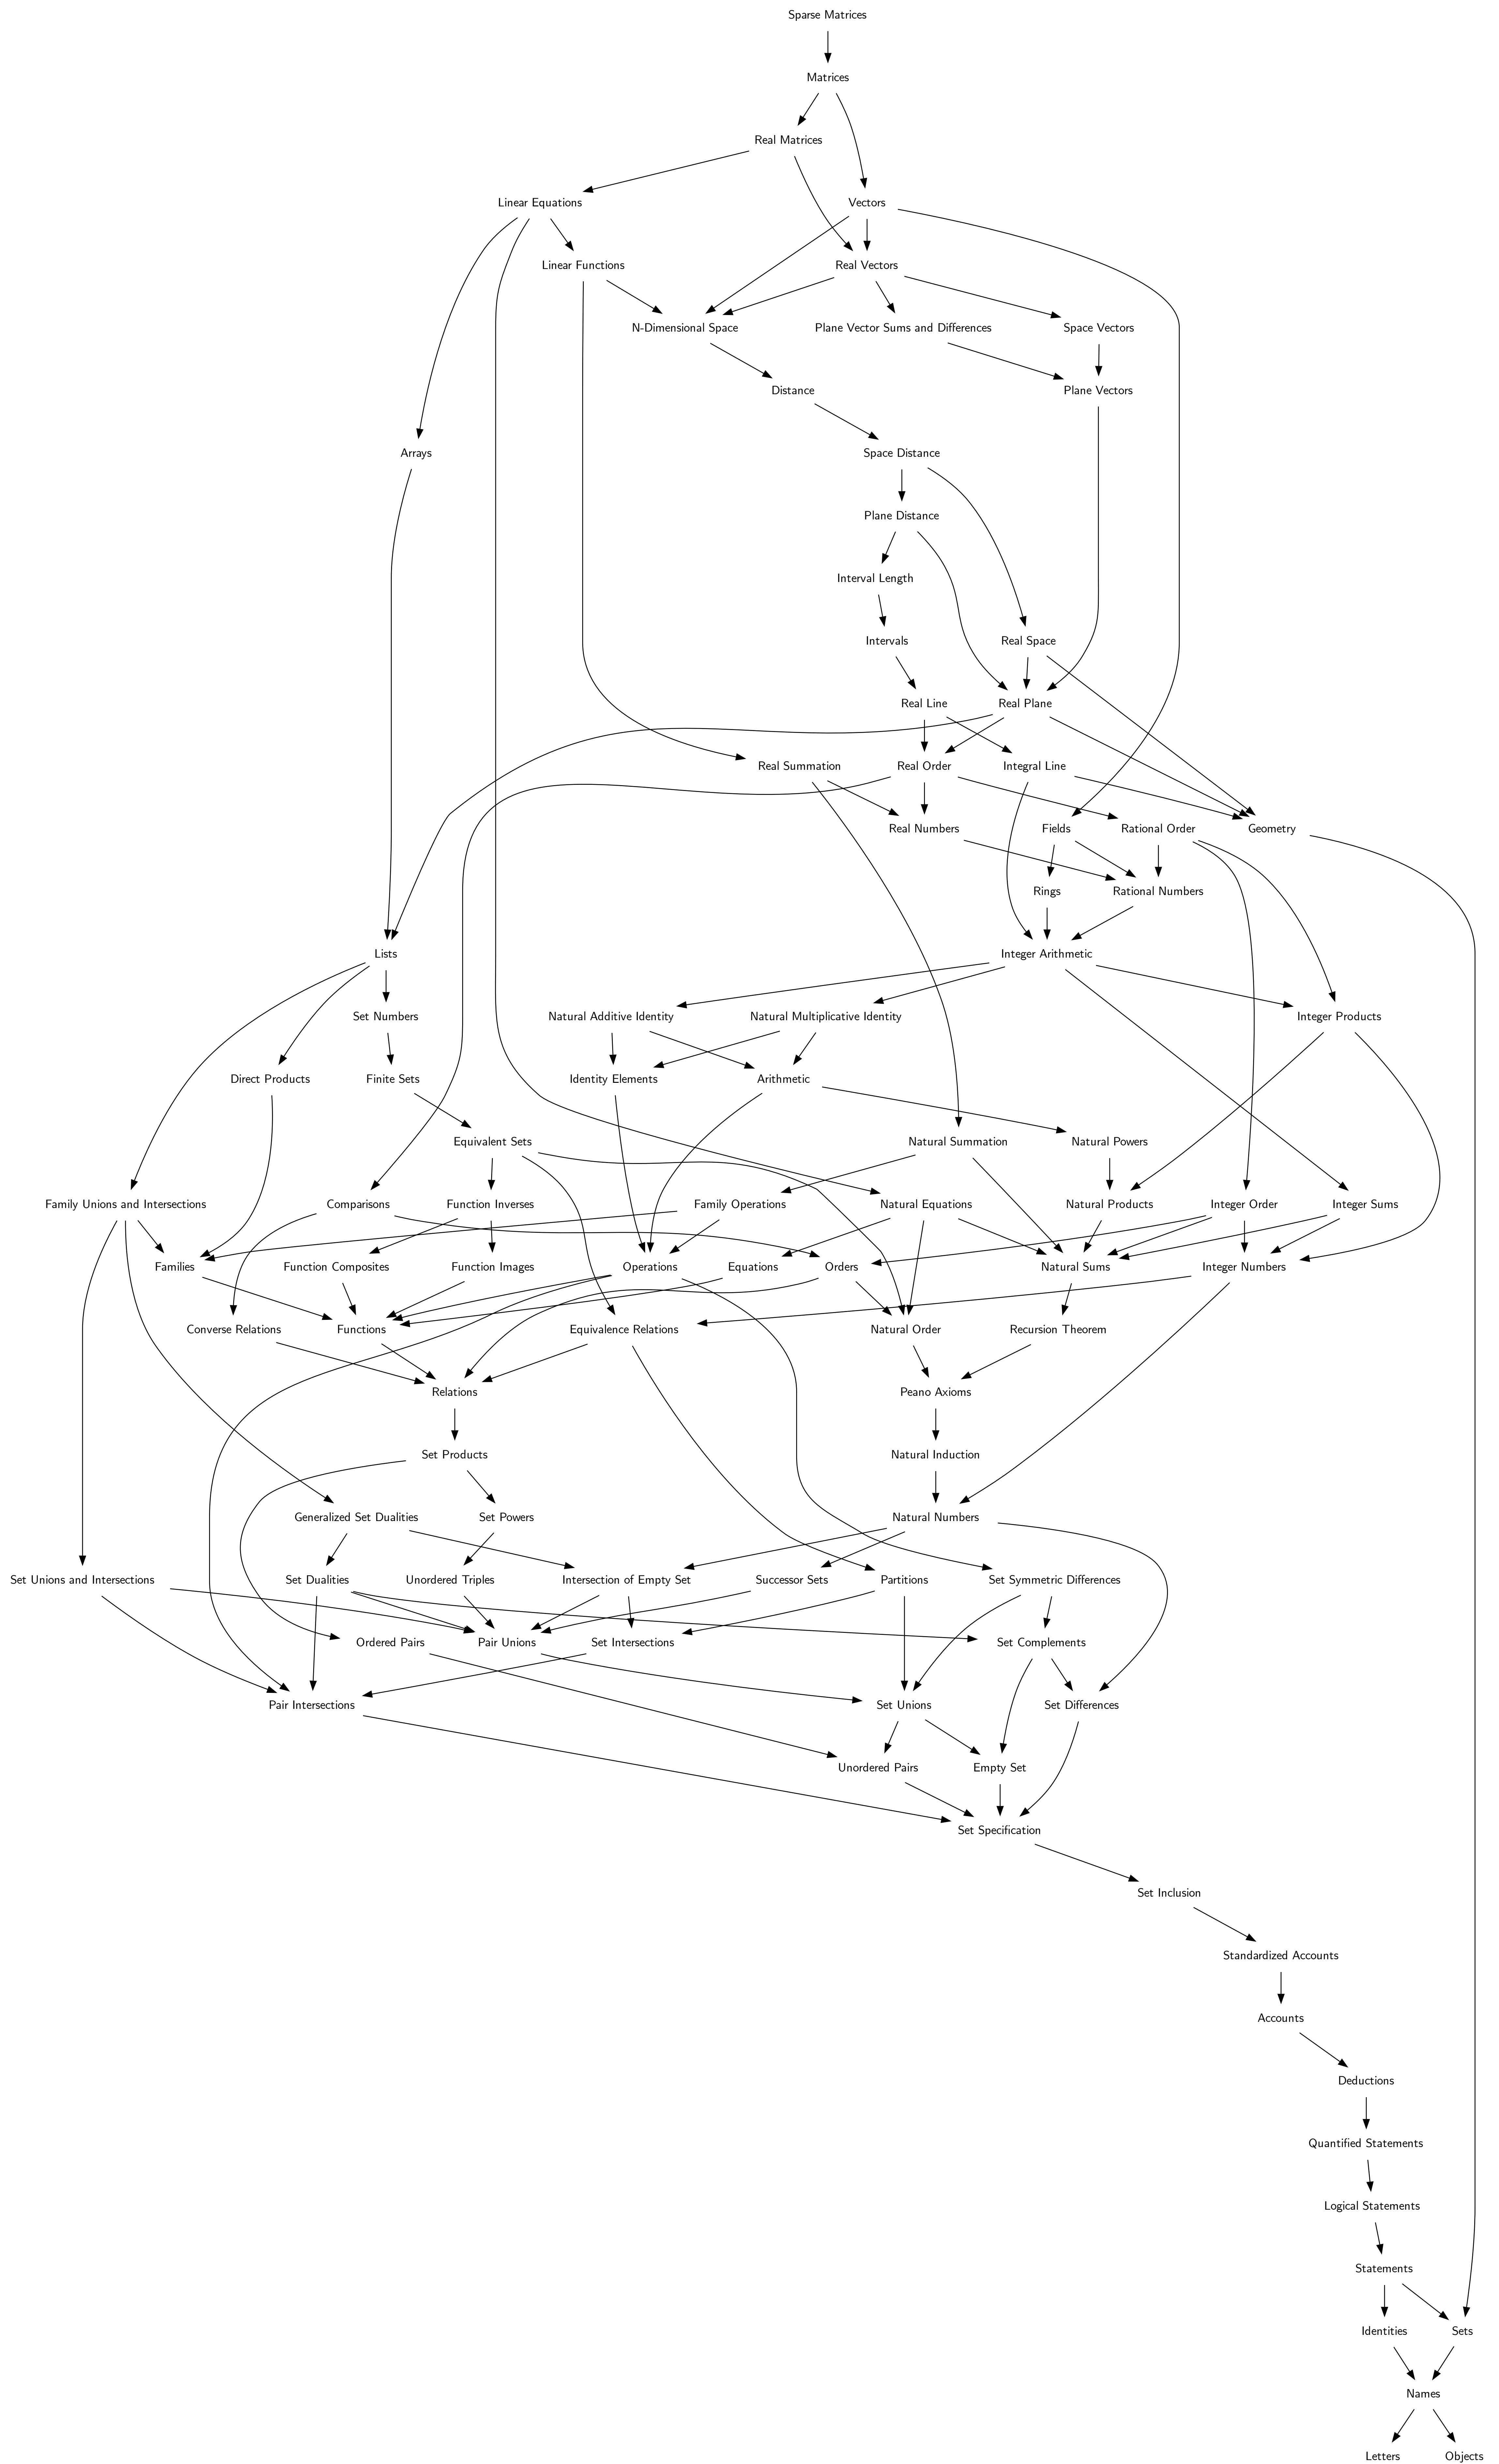 Sparse Matrices
Matrices
Real Matrices
Linear Equations
Vectors
Linear Functions
Real Vectors
N-Dimensional Space
Plane Vector Sums and Differences
Space Vectors
Distance
Plane Vectors
Arrays
Space Distance
Plane Distance
Interval Length
Intervals
Real Space
Real Line
Real Plane
Real Summation
Real Order
Integral Line
Real Numbers
Fields
Rational Order
Geometry
Rings
Rational Numbers
Lists
Integer Arithmetic
Set Numbers
Natural Additive Identity
Natural Multiplicative Identity
Integer Products
Direct Products
Finite Sets
Identity Elements
Arithmetic
Equivalent Sets
Natural Summation
Natural Powers
Family Unions and Intersections
Comparisons
Function Inverses
Family Operations
Natural Equations
Natural Products
Integer Order
Integer Sums
Families
Function Composites
Function Images
Operations
Equations
Orders
Natural Sums
Integer Numbers
Converse Relations
Functions
Equivalence Relations
Natural Order
Recursion Theorem
Relations
Peano Axioms
Set Products
Natural Induction
Generalized Set Dualities
Set Powers
Natural Numbers
Set Unions and Intersections
Set Dualities
Unordered Triples
Intersection of Empty Set
Successor Sets
Partitions
Set Symmetric Differences
Ordered Pairs
Pair Unions
Set Intersections
Set Complements
Pair Intersections
Set Unions
Set Differences
Unordered Pairs
Empty Set
Set Specification
Set Inclusion
Standardized Accounts
Accounts
Deductions
Quantified Statements
Logical Statements
Statements
Identities
Sets
Names
Letters
Objects